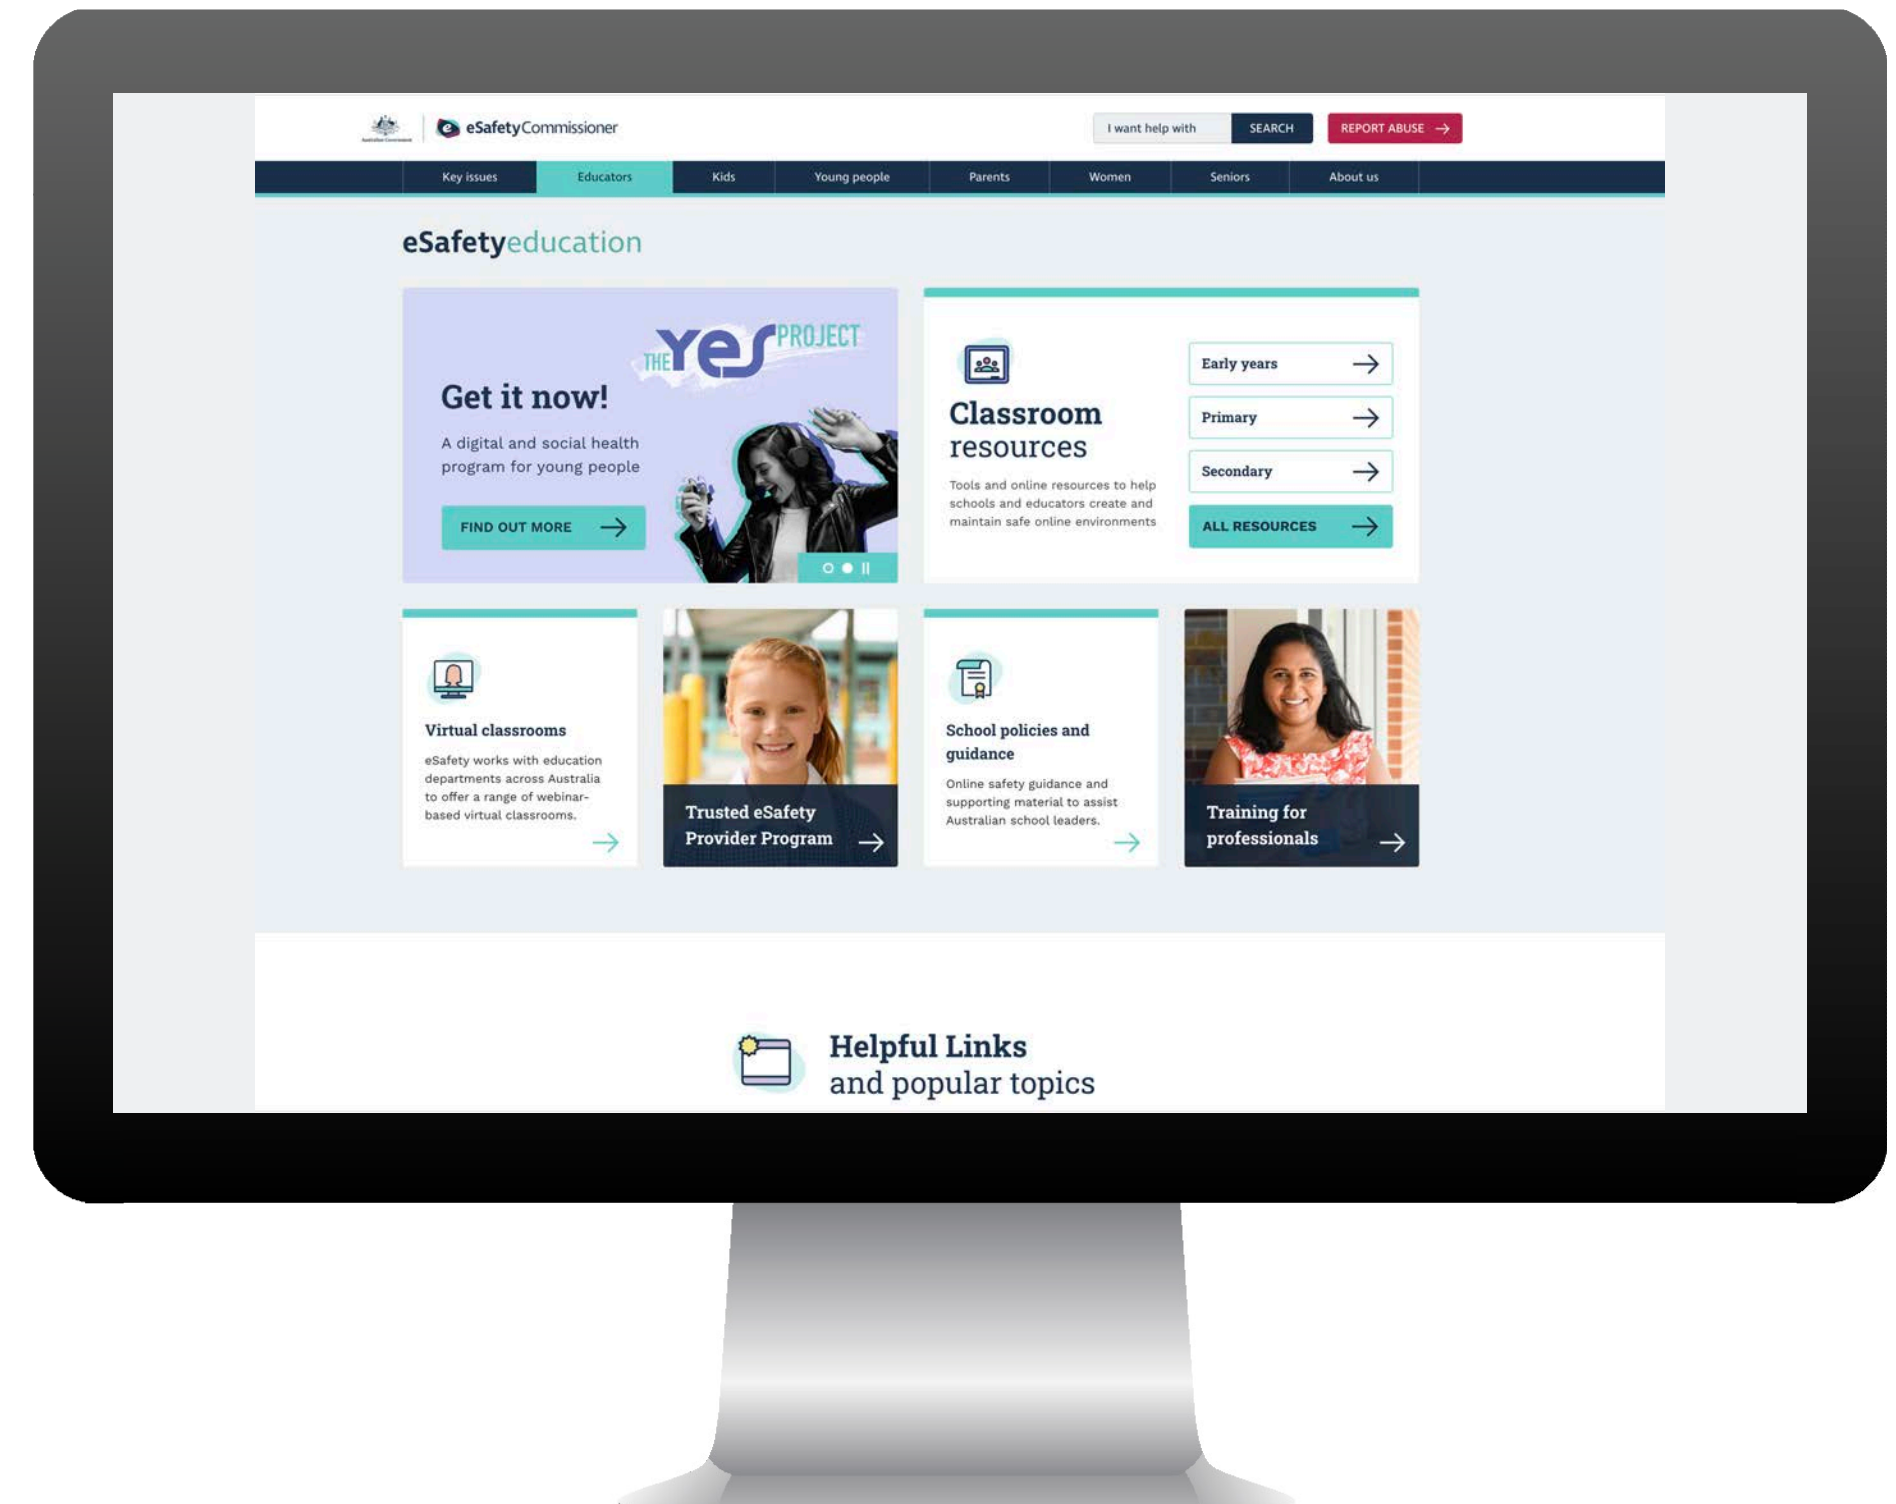 Australian Government
eSafetyCommissioner
I want help with
SEARCH
REPORT ABUSE
Key issues
Educators
Kids
Young people
Parents
Women
Seniors
About us
eSafetyeducation
THE YES PROJECT
Get it now!
A digital and social health
program for young people
FIND OUT MORE
Classroom
resources
Tools and online resources to help
schools and educators create and
maintain safe online environments
Early years
Primary
Secondary
ALL RESOURCES
Virtual classrooms
eSafety works with education
departments across Australia
to offer a range of webinar-
based virtual classrooms.
Trusted eSafety
Provider Program
School policies and
guidance
Online safety guidance and
supporting material to assist
Australian school leaders.
Training for
professionals
Helpful Links
and popular topics